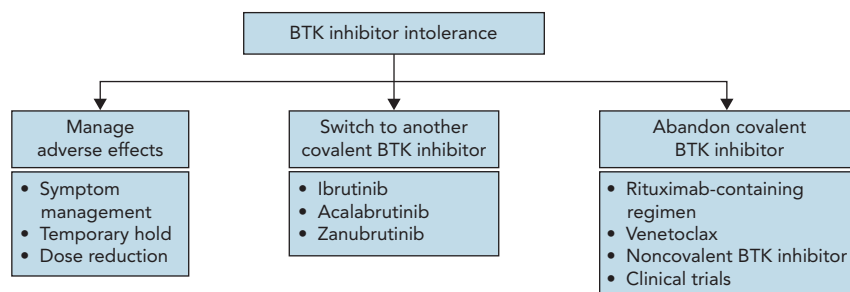 BTK inhibitor intolerance
Manage
adverse effects
• Symptom
management
• Temporary hold
• Dose reduction
Switch to another
covalent BTK inhibitor
• Ibrutinib
• Acalabrutinib
• Zanubrutinib
Abandon covalent
BTK inhibitor
• Rituximab-containing
regimen
• Venetoclax
• Noncovalent BTK inhibitor
• Clinical trials